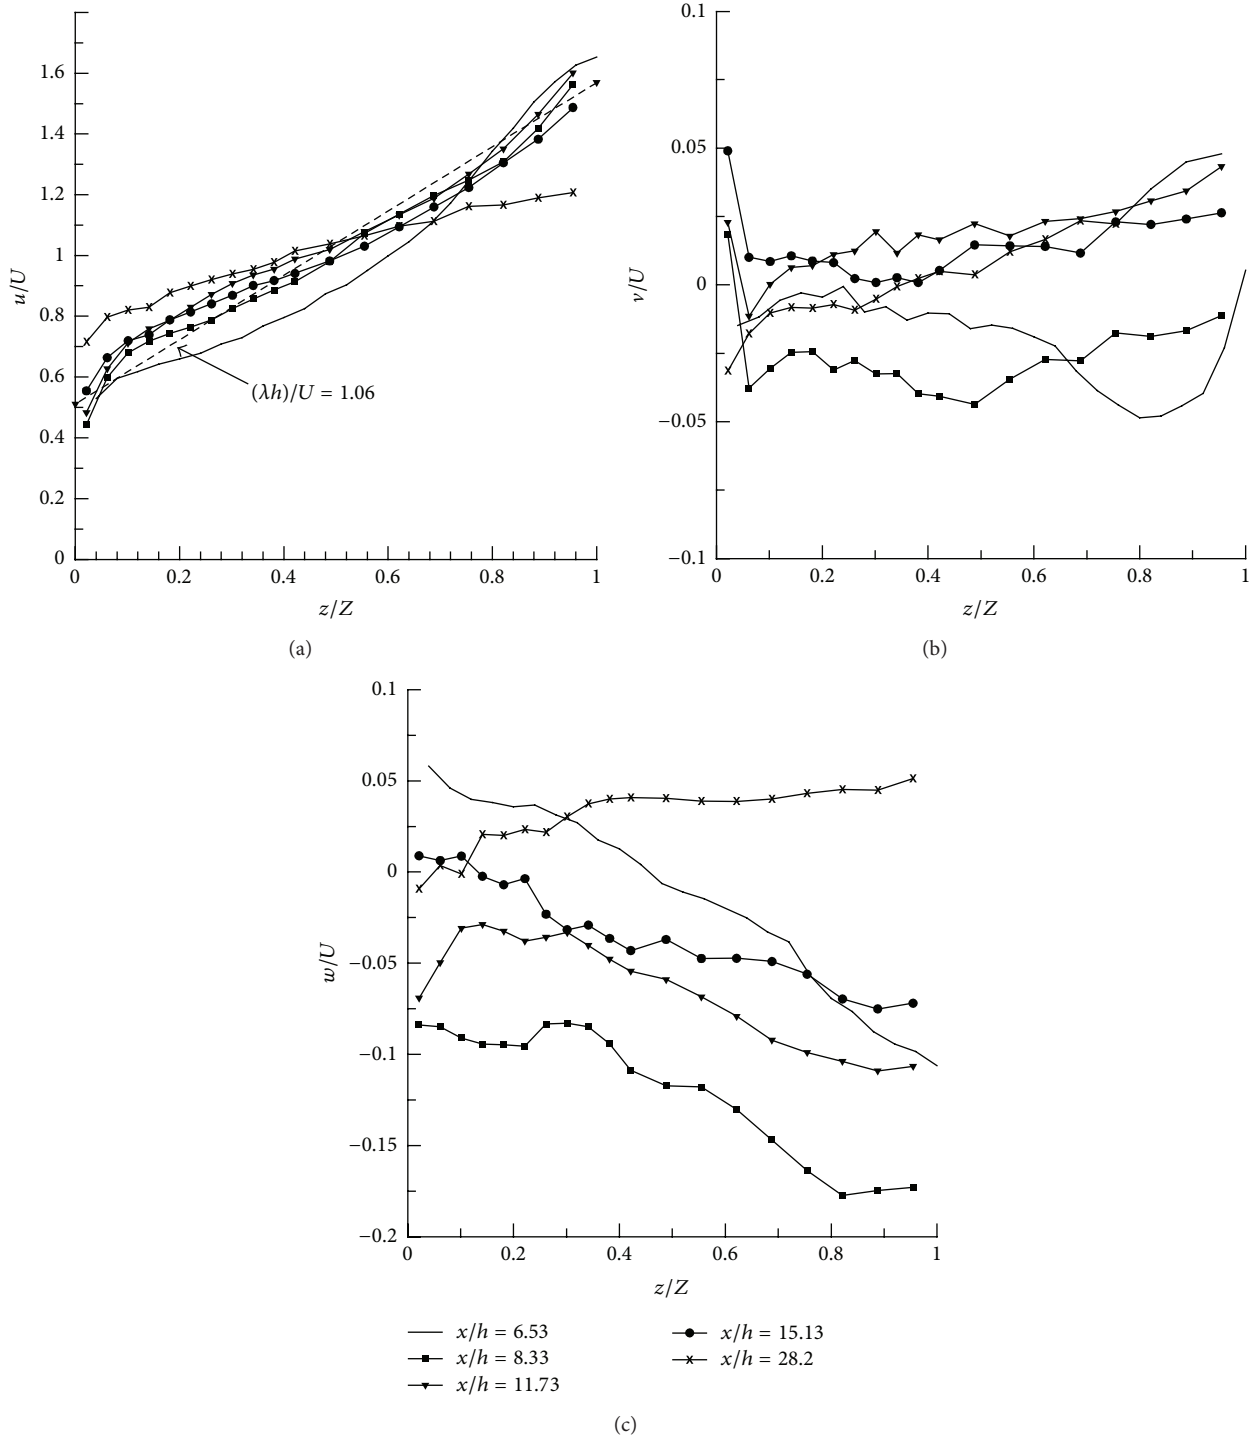 1.6
1.4
1.2
1
0.8
0.6
0.4
0.2
0
u/U
0
0.2
0.4
0.6
0.8
1
z/Z
(λh)/U = 1.06
(a)
0.1
0.05
0
−0.05
−0.1
v/U
0
0.2
0.4
0.6
0.8
1
z/Z
(b)
0.1
0.05
0
−0.05
−0.1
−0.15
−0.2
w/U
0
0.2
0.4
0.6
0.8
1
z/Z
x/h = 6.53
x/h = 8.33
x/h = 11.73
x/h = 15.13
x/h = 28.2
(c)